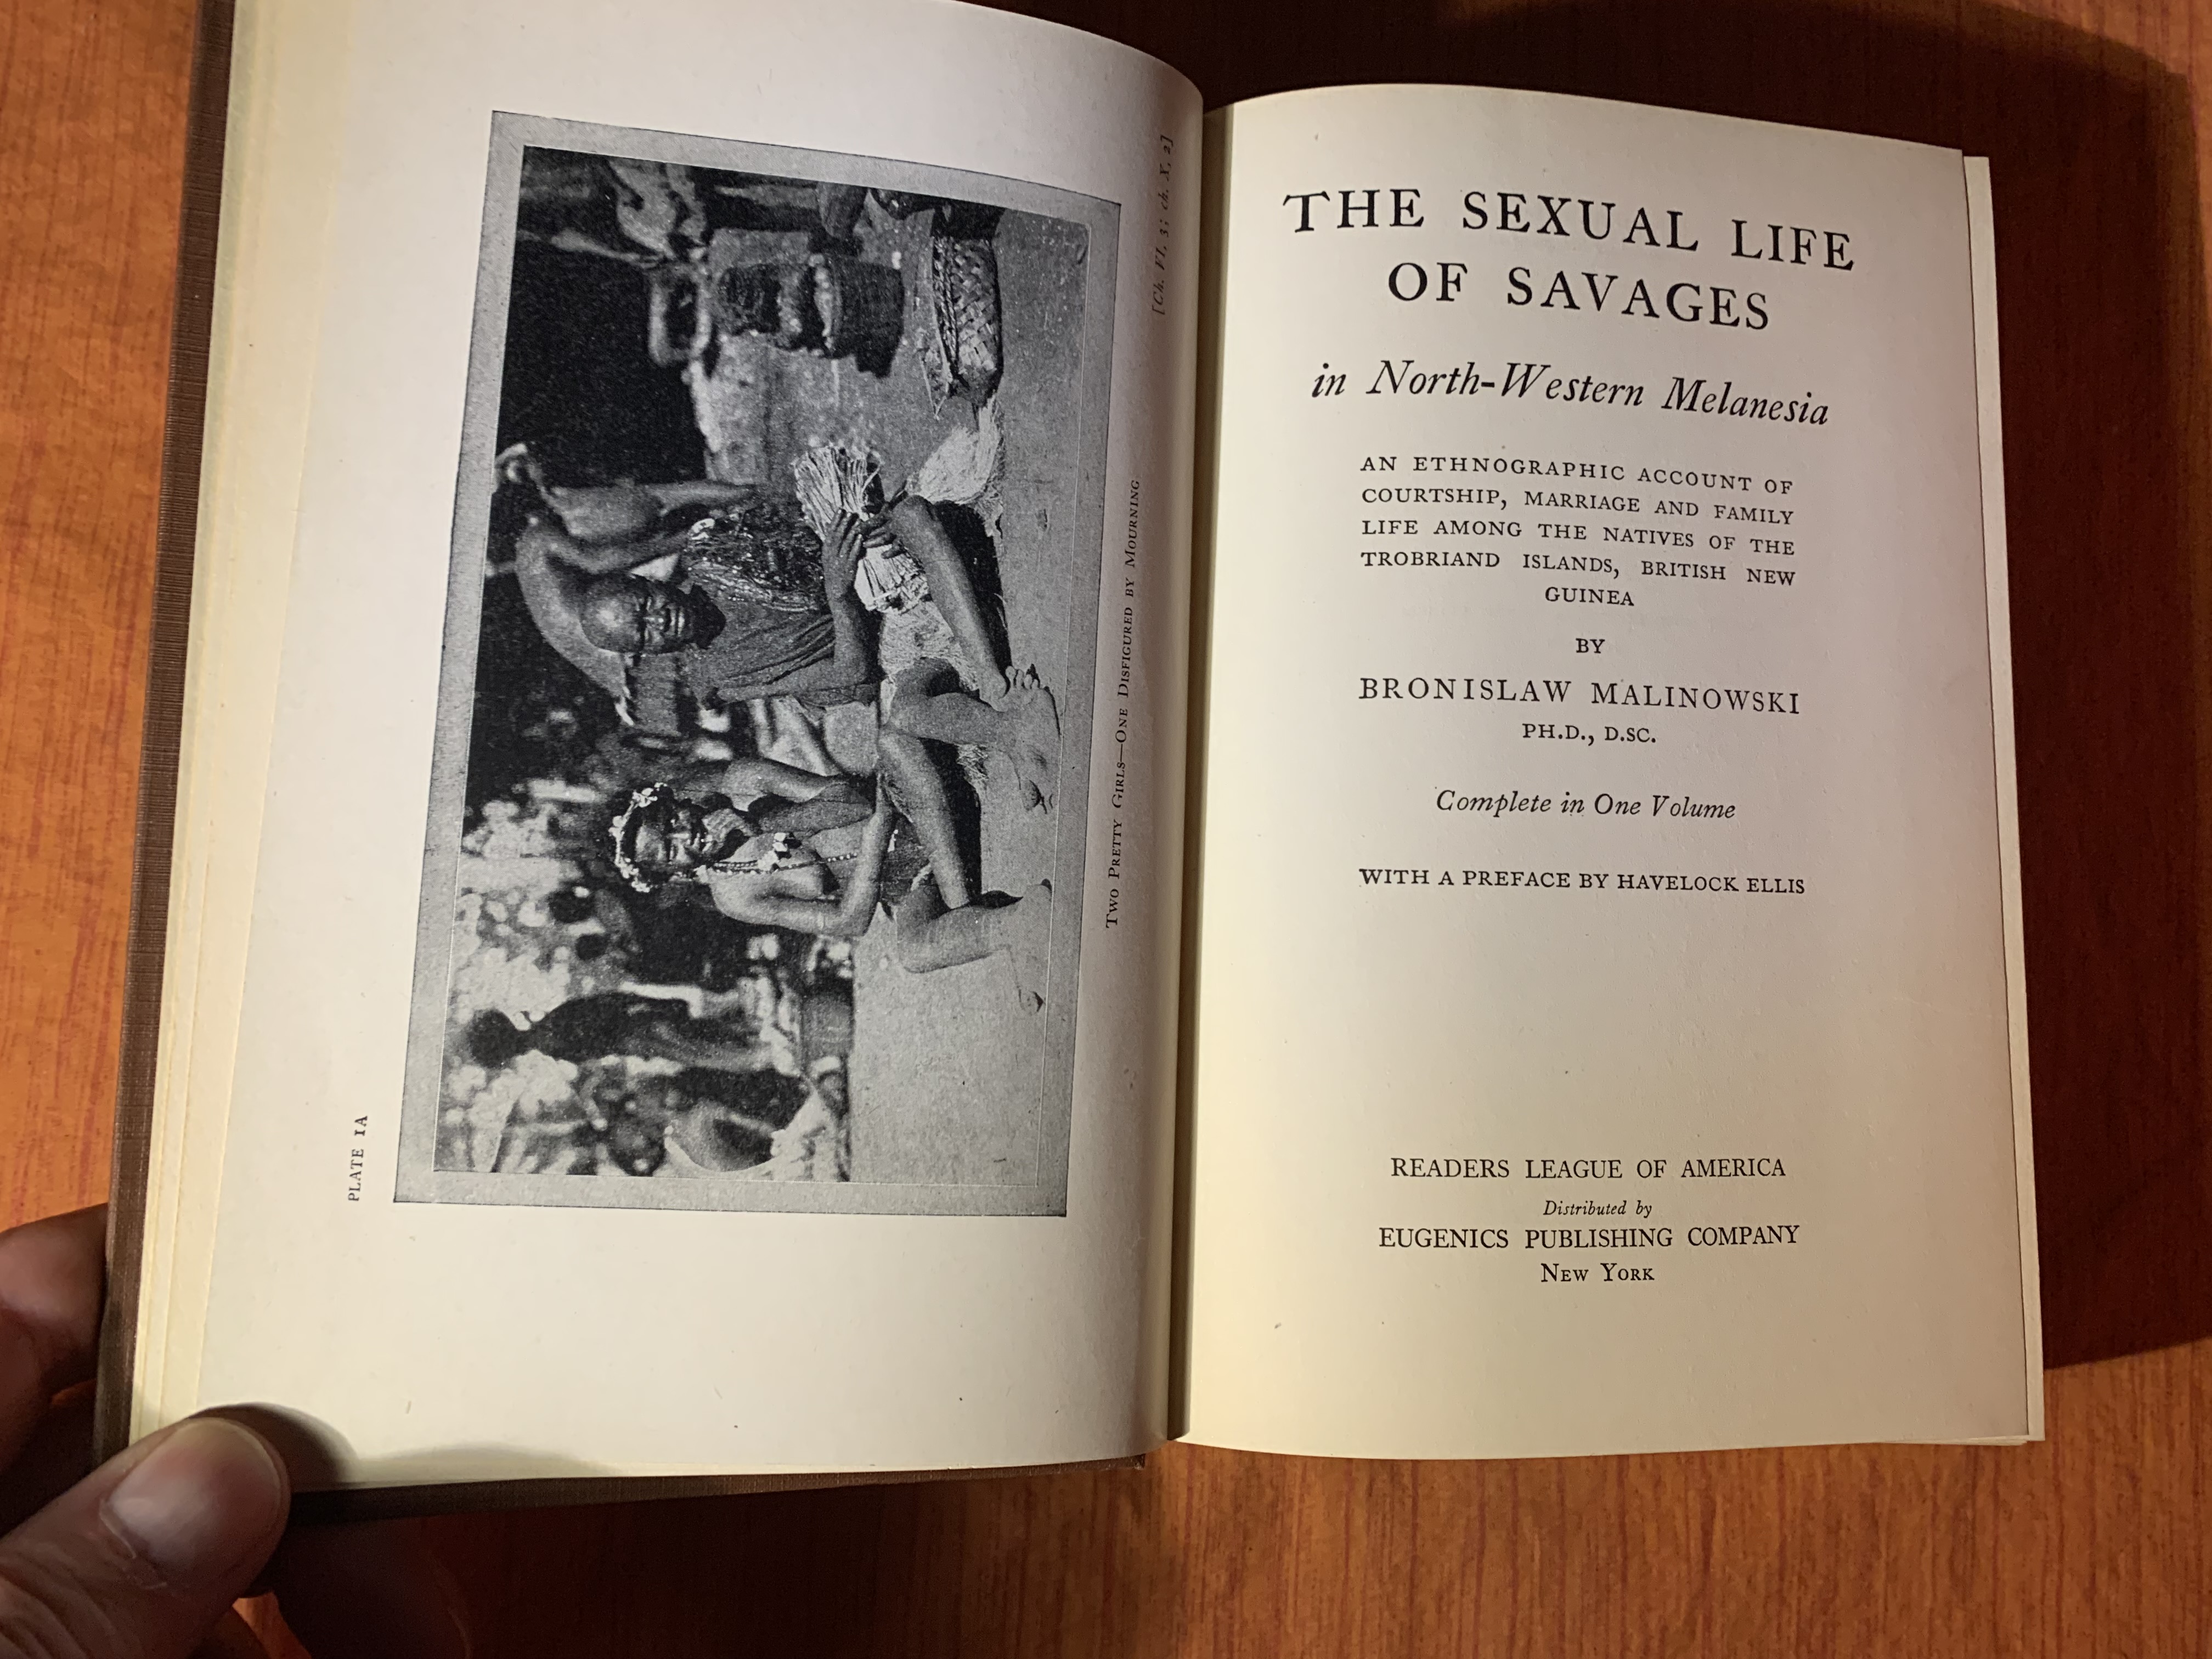 PLATE 1A
TWO PRETTY GIRLS—ONE DISFIGURED BY MOURNING
[Ch. VI, 3; ch. X, 2]
THE SEXUAL LIFE
OF SAVAGES
in North-Western Melanesia
AN ETHNOGRAPHIC ACCOUNT OF
COURTSHIP, MARRIAGE AND FAMILY
LIFE AMONG THE NATIVES OF THE
TROBRIAND ISLANDS, BRITISH NEW
GUINEA
BY
BRONISLAW MALINOWSKI
PH.D., D.SC.
Complete in One Volume
WITH A PREFACE BY HAVELOCK ELLIS
READERS LEAGUE OF AMERICA
Distributed by
EUGENICS PUBLISHING COMPANY
NEW YORK